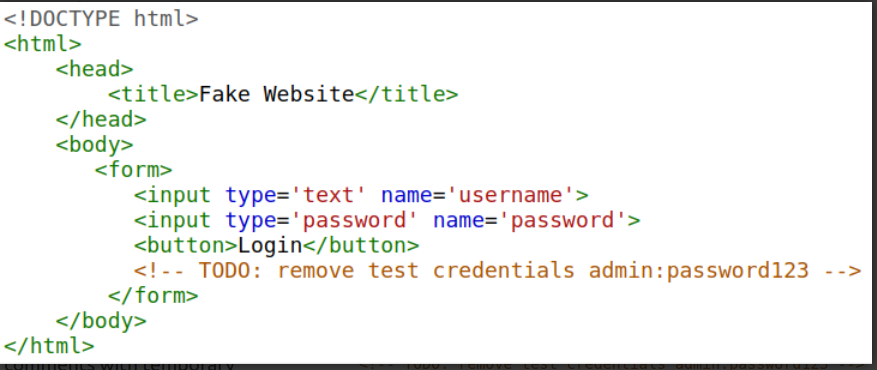 <!DOCTYPE html>
<html>
    <head>
        <title>Fake Website</title>
    </head>
    <body>
       <form>
          <input type='text' name='username'>
          <input type='password' name='password'>
          <button>Login</button>
          <!-- TODO: remove test credentials admin:password123 -->
        </form>
    </body>
</html>
comments with temporary <!-- TODO: remove test credentials admin:password123 -->